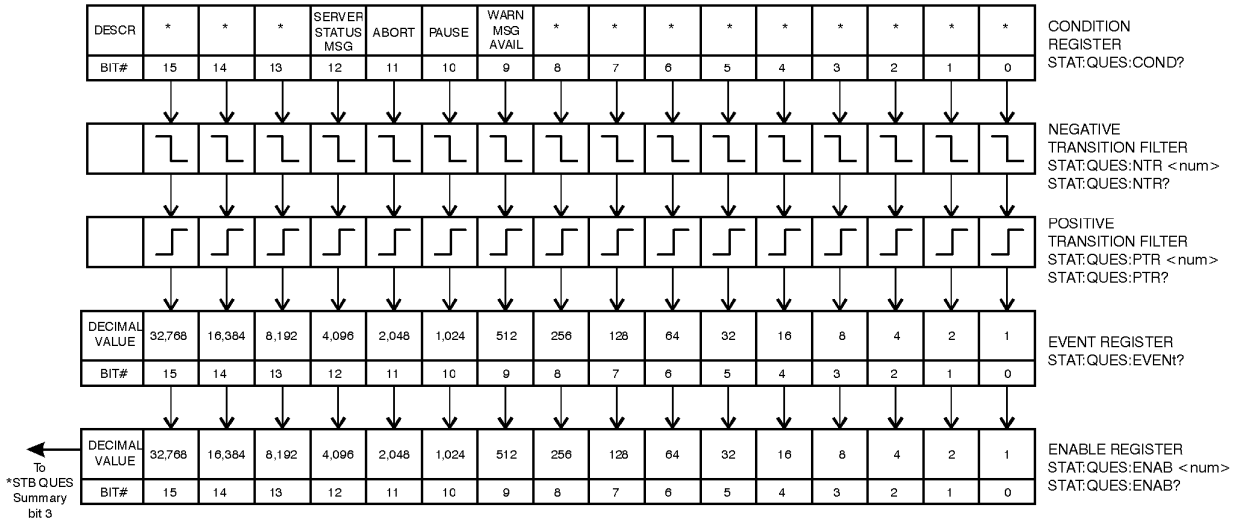 DESCR * * * SERVER STATUS MSG ABORT PAUSE WARN MSG AVAIL * * * * * * * * *
BIT# 15 14 13 12 11 10 9 8 7 6 5 4 3 2 1 0
CONDITION
REGISTER
STAT:QUES:COND?
NEGATIVE
TRANSITION FILTER
STAT:QUES:NTR <num>
STAT:QUES:NTR?
POSITIVE
TRANSITION FILTER
STAT:QUES:PTR <num>
STAT:QUES:PTR?
DECIMAL VALUE 32,768 16,384 8,192 4,096 2,048 1,024 512 256 128 64 32 16 8 4 2 1
BIT# 15 14 13 12 11 10 9 8 7 6 5 4 3 2 1 0
EVENT REGISTER
STAT:QUES:EVENt?
DECIMAL VALUE 32,768 16,384 8,192 4,096 2,048 1,024 512 256 128 64 32 16 8 4 2 1
BIT# 15 14 13 12 11 10 9 8 7 6 5 4 3 2 1 0
ENABLE REGISTER
STAT:QUES:ENAB <num>
STAT:QUES:ENAB?
To
*STB QUES
Summary
bit 3